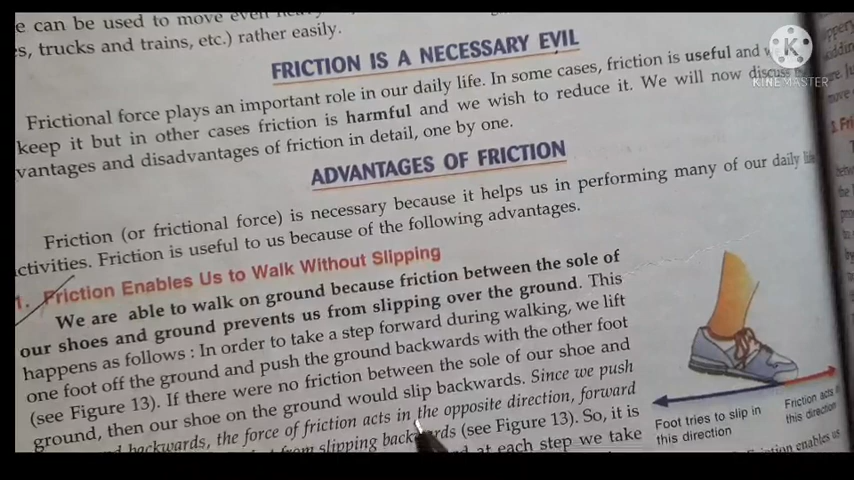 e can be used to move even
s, trucks and trains, etc.) rather easily.
FRICTION IS A NECESSARY EVIL
Frictional force plays an important role in our daily life. In some cases, friction is useful and
keep it but in other cases friction is harmful and we wish to reduce it. We will now discuss
vantages and disadvantages of friction in detail, one by one.
ADVANTAGES OF FRICTION
Friction (or frictional force) is necessary because it helps us in performing many of our daily
ctivities. Friction is useful to us because of the following advantages.
1. Friction Enables Us to Walk Without Slipping
We are able to walk on ground because friction between the sole of
our shoes and ground prevents us from slipping over the ground. This
happens as follows : In order to take a step forward during walking, we lift
one foot off the ground and push the ground backwards with the other foot
(see Figure 13). If there were no friction between the sole of our shoe and
ground, then our shoe on the ground would slip backwards. Since we push
backwards, the force of friction acts in the opposite direction, forward
from slipping backwards (see Figure 13). So, it is
at each step we take
Foot tries to slip in
this direction
Friction acts
this direction
KINEMASTER